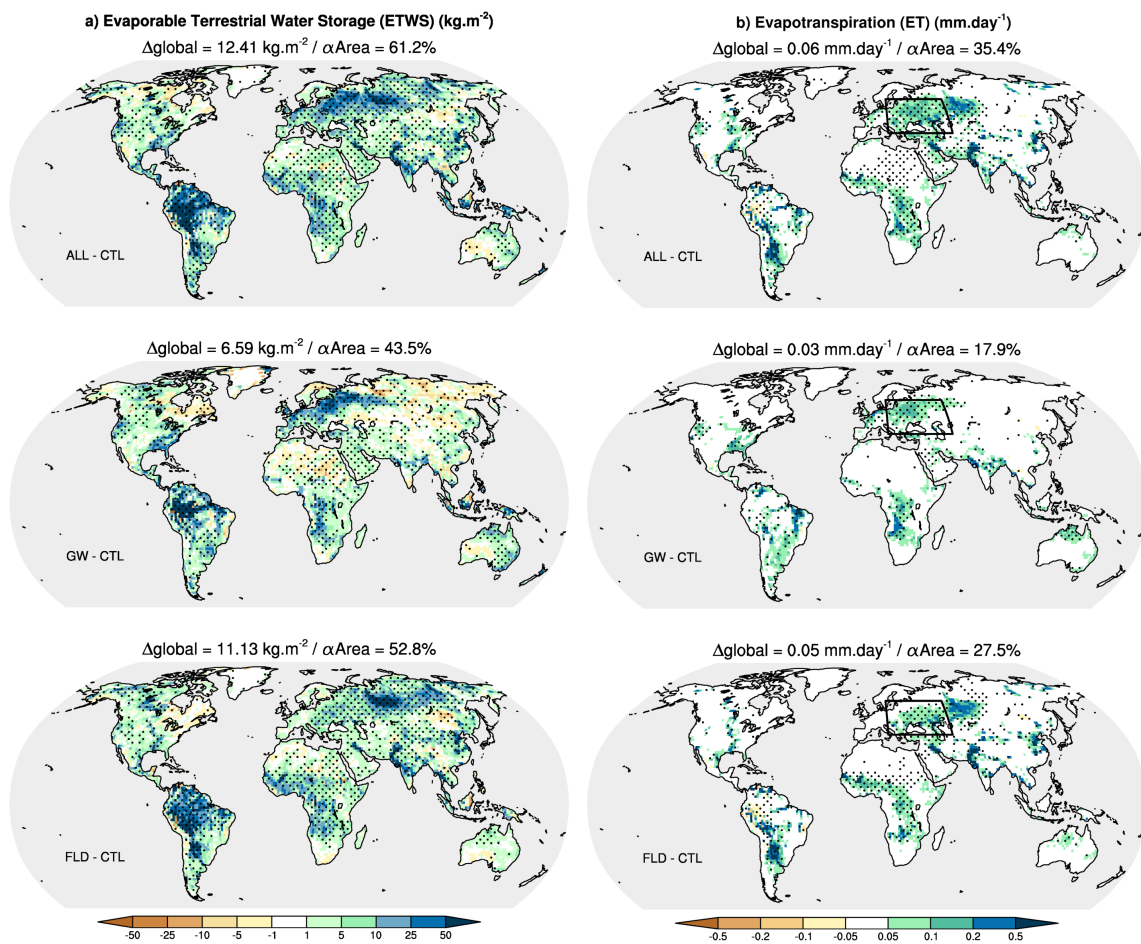 a) Evaporable Terrestrial Water Storage (ETWS) (kg.m⁻²)
Δglobal = 12.41 kg.m⁻² / αArea = 61.2%
ALL - CTL
Δglobal = 6.59 kg.m⁻² / αArea = 43.5%
GW - CTL
Δglobal = 11.13 kg.m⁻² / αArea = 52.8%
FLD - CTL
-50 -25 -10 -5 -1 1 5 10 25 50
b) Evapotranspiration (ET) (mm.day⁻¹)
Δglobal = 0.06 mm.day⁻¹ / αArea = 35.4%
ALL - CTL
Δglobal = 0.03 mm.day⁻¹ / αArea = 17.9%
GW - CTL
Δglobal = 0.05 mm.day⁻¹ / αArea = 27.5%
FLD - CTL
-0.5 -0.2 -0.1 -0.05 0.05 0.1 0.2 0.5